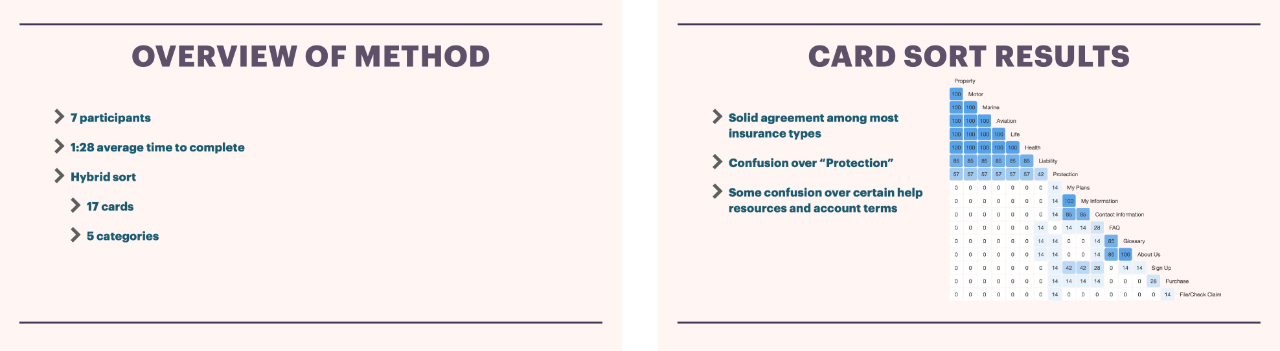 OVERVIEW OF METHOD
7 participants
1:28 average time to complete
Hybrid sort
17 cards
5 categories
CARD SORT RESULTS
Solid agreement among most
insurance types
Confusion over “Protection”
Some confusion over certain help
resources and account terms
Property
100 Motor
100 100 Marine
100 100 100 Aviation
100 100 100 100 Life
100 100 100 100 100 Health
85 85 85 85 85 85 Liability
57 57 57 57 57 57 42 Protection
0 0 0 0 0 0 0 14 My Plans
0 0 0 0 0 0 0 14 100 My Information
0 0 0 0 0 0 0 14 85 85 Contact Information
0 0 0 0 0 0 14 0 14 14 28 FAQ
0 0 0 0 0 0 14 14 0 0 14 85 Glossary
0 0 0 0 0 0 14 14 0 0 14 85 100 About Us
0 0 0 0 0 0 0 14 42 42 28 0 14 14 Sign Up
0 0 0 0 0 0 0 14 14 14 14 0 0 0 28 Purchase
0 0 0 0 0 0 0 14 0 0 0 0 0 0 0 14 File/Check Claim